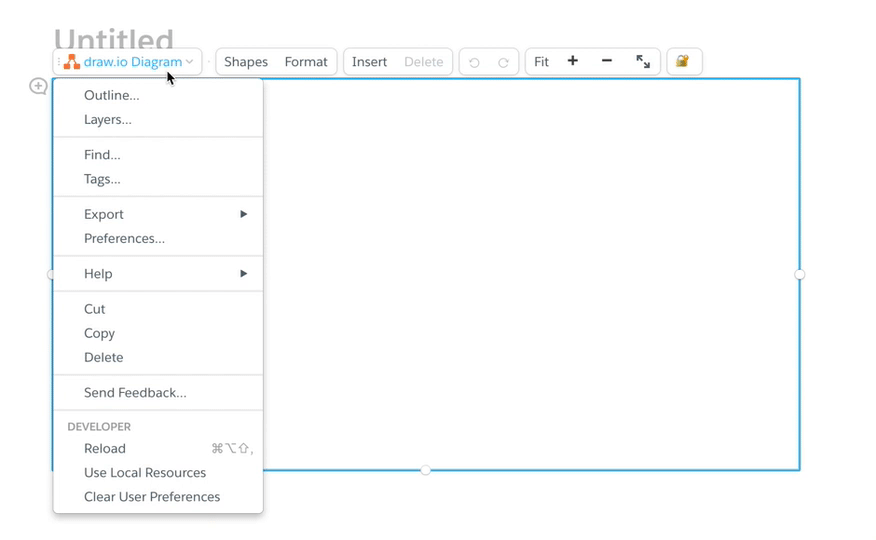 Untitled
draw.io Diagram Shapes Format Insert Delete Fit + −
Outline...
Layers...
Find...
Tags...
Export
Preferences...
Help
Cut
Copy
Delete
Send Feedback...
DEVELOPER
Reload ⌘⌥⇧,
Use Local Resources
Clear User Preferences